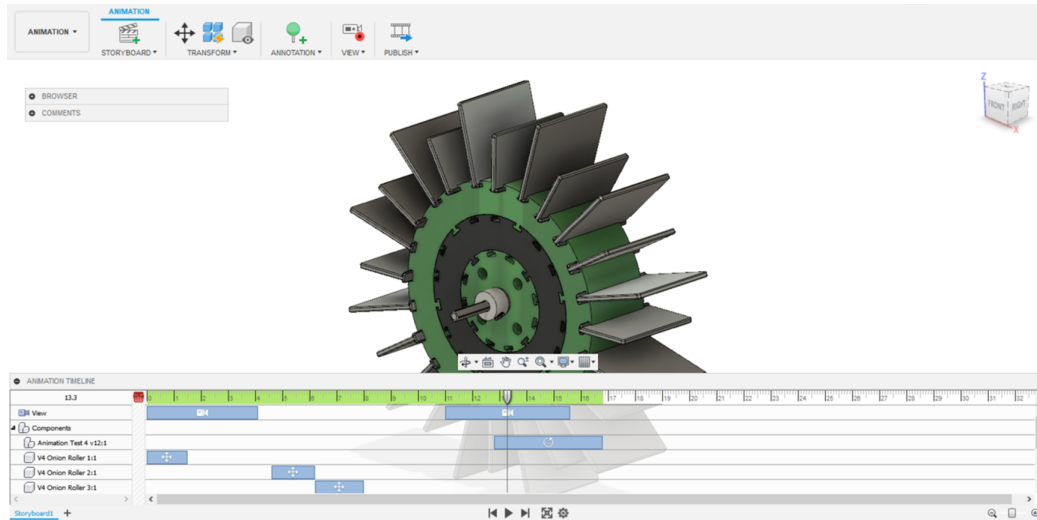 ANIMATION
ANIMATION
STORYBOARD
TRANSFORM
ANNOTATION
VIEW
PUBLISH
BROWSER
COMMENTS
Z
FRONT
RIGHT
X
ANIMATION TIMELINE
13.3
0 1 2 3 4 5 6 7 8 9 10 11 12 13 14 15 16 17 18 19 20 21 22 23 24 25 26 27 28 29 30 31 32
View
Components
Animation Test 4 v12:1
V4 Onion Roller 1:1
V4 Onion Roller 2:1
V4 Onion Roller 3:1
Storyboard1 +